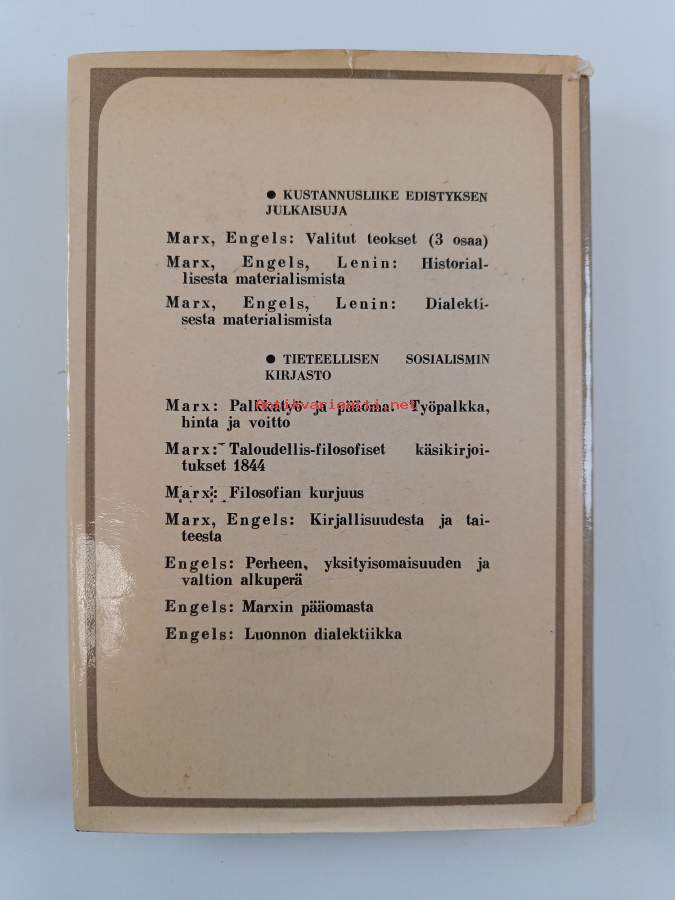 ● KUSTANNUSLIIKE EDISTYKSEN
JULKAISUJA
Marx, Engels: Valitut teokset (3 osaa)
Marx, Engels, Lenin: Historial-
lisesta materialismista
Marx, Engels, Lenin: Dialekti-
sesta materialismista
● TIETEELLISEN SOSIALISMIN
KIRJASTO
Marx: Palkkatyö ja pääoma. Työpalkka,
Antikvariaatti.net
hinta ja voitto
Marx: Taloudellis-filosofiset käsikirjoi-
tukset 1844
Marx: Filosofian kurjuus
Marx, Engels: Kirjallisuudesta ja tai-
teesta
Engels: Perheen, yksityisomaisuuden ja
valtion alkuperä
Engels: Marxin pääomasta
Engels: Luonnon dialektiikka